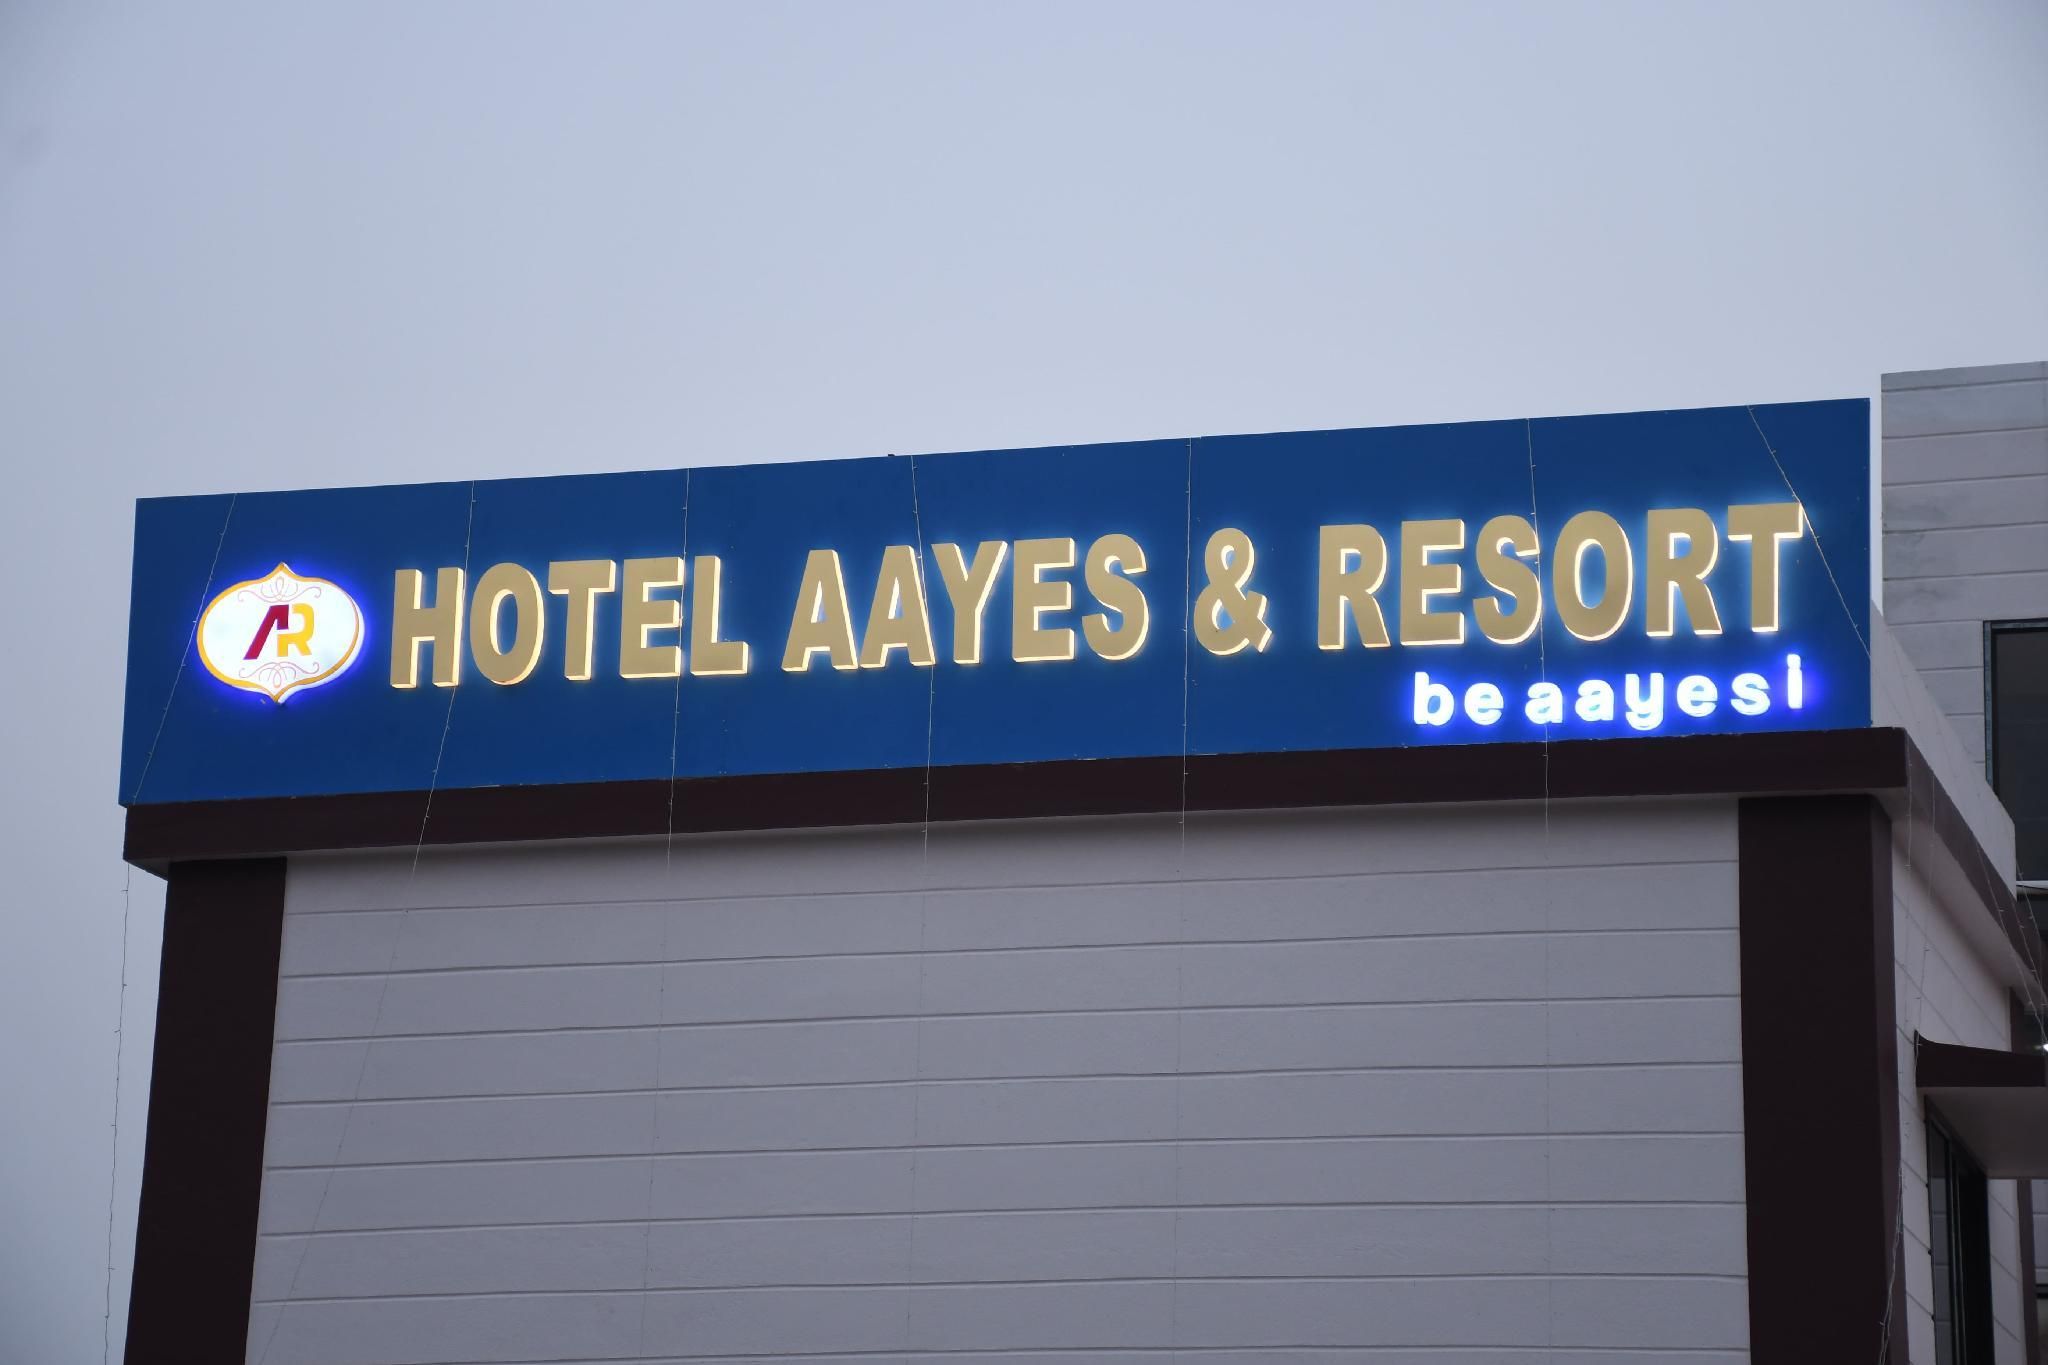 AR
HOTEL AAYES & RESORT
be aayesi